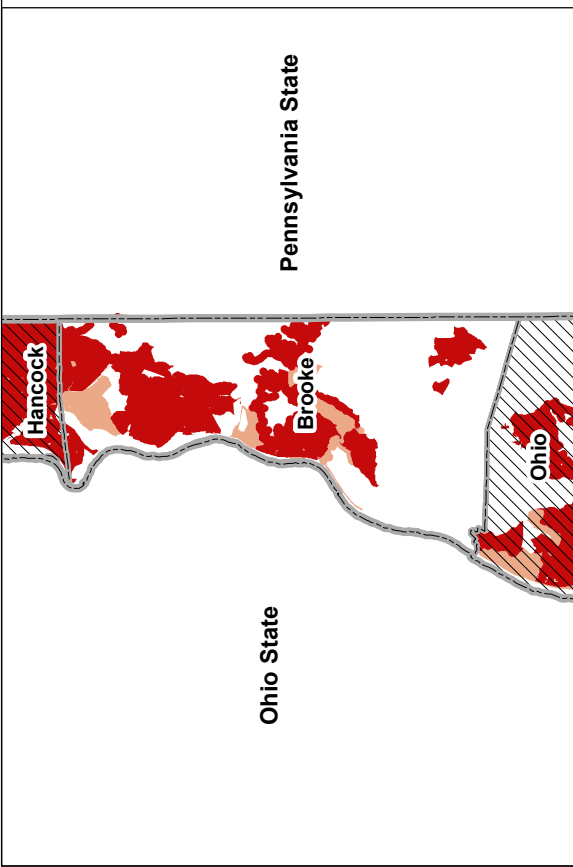 Pennsylvania State
Hancock
Brooke
Ohio
Ohio State